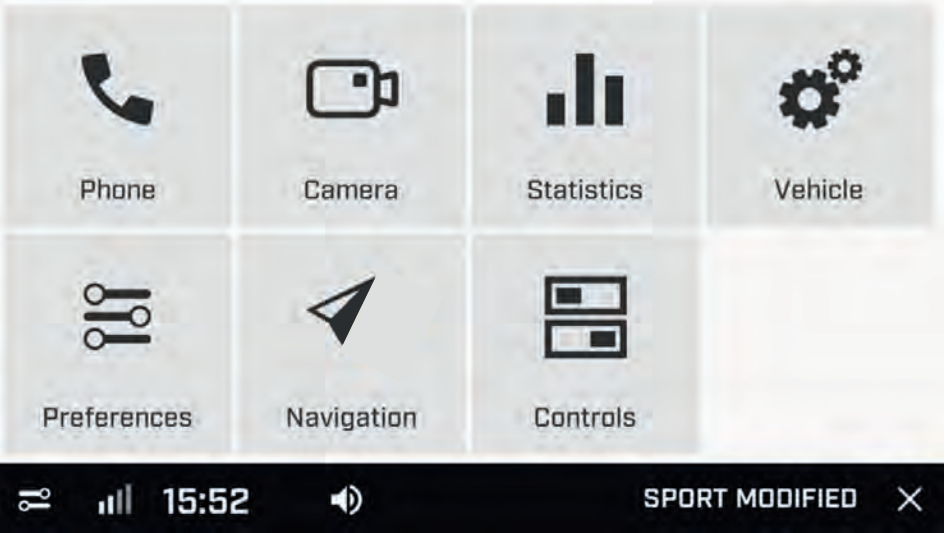 Phone Camera Statistics Vehicle
Preferences Navigation Controls
15:52 SPORT MODIFIED